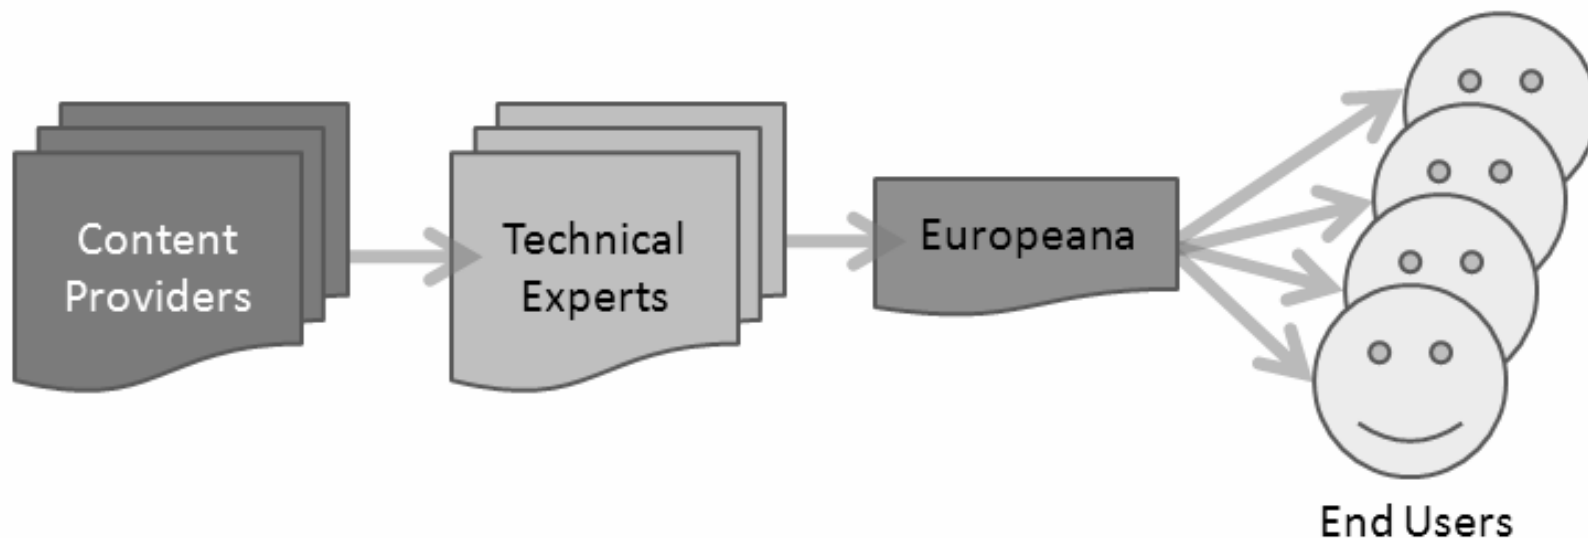 Content
Providers
Technical
Experts
Europeana
End Users